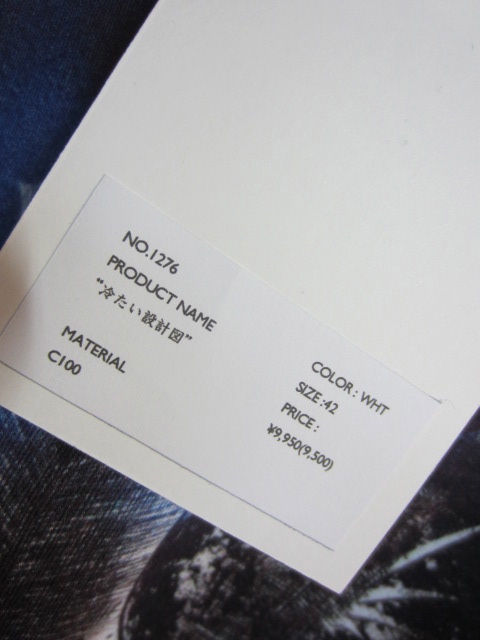 NO.1276
PRODUCT NAME
“冷たい設計図”
MATERIAL
C100
COLOR : WHT
SIZE :42
PRICE :
¥9,950(9,500)